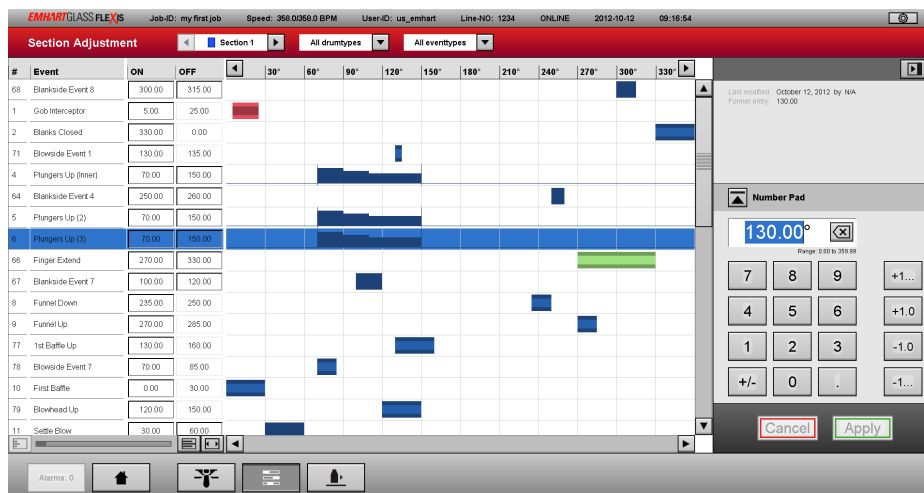 EMHARTGLASS FLEXIS Job-ID: my first job Speed: 358.0/358.0 BPM User-ID: us_emhart Line-NO: 1234 ONLINE 2012-10-12 09:16:54
Section Adjustment Section 1 All drumtypes All eventtypes
# Event ON OFF 30° 60° 90° 120° 150° 180° 210° 240° 270° 300° 330°
68 Blankside Event 8 300.00 315.00
1 Gob Interceptor 5.00 25.00
2 Blanks Closed 330.00 0.00
71 Blowside Event 1 130.00 135.00
4 Plungers Up (Inner) 70.00 150.00
64 Blankside Event 4 250.00 260.00
5 Plungers Up (2) 70.00 150.00
6 Plungers Up (3) 70.00 150.00
66 Finger Extend 270.00 330.00
67 Blankside Event 7 100.00 120.00
8 Funnel Down 235.00 250.00
9 Funnel Up 270.00 285.00
77 1st Baffle Up 130.00 160.00
78 Blowside Event 7 70.00 85.00
10 First Baffle 0.00 30.00
79 Blowhead Up 120.00 150.00
11 Settle Blow 30.00 60.00
Last modified: October 12, 2012 by N/A
Former entry: 130.00
Number Pad
130.00°
Range: 0.00 to 359.99
7 8 9 +1...
4 5 6 +1.0
1 2 3 -1.0
+/- 0 . -1...
Cancel Apply
Alarms: 0